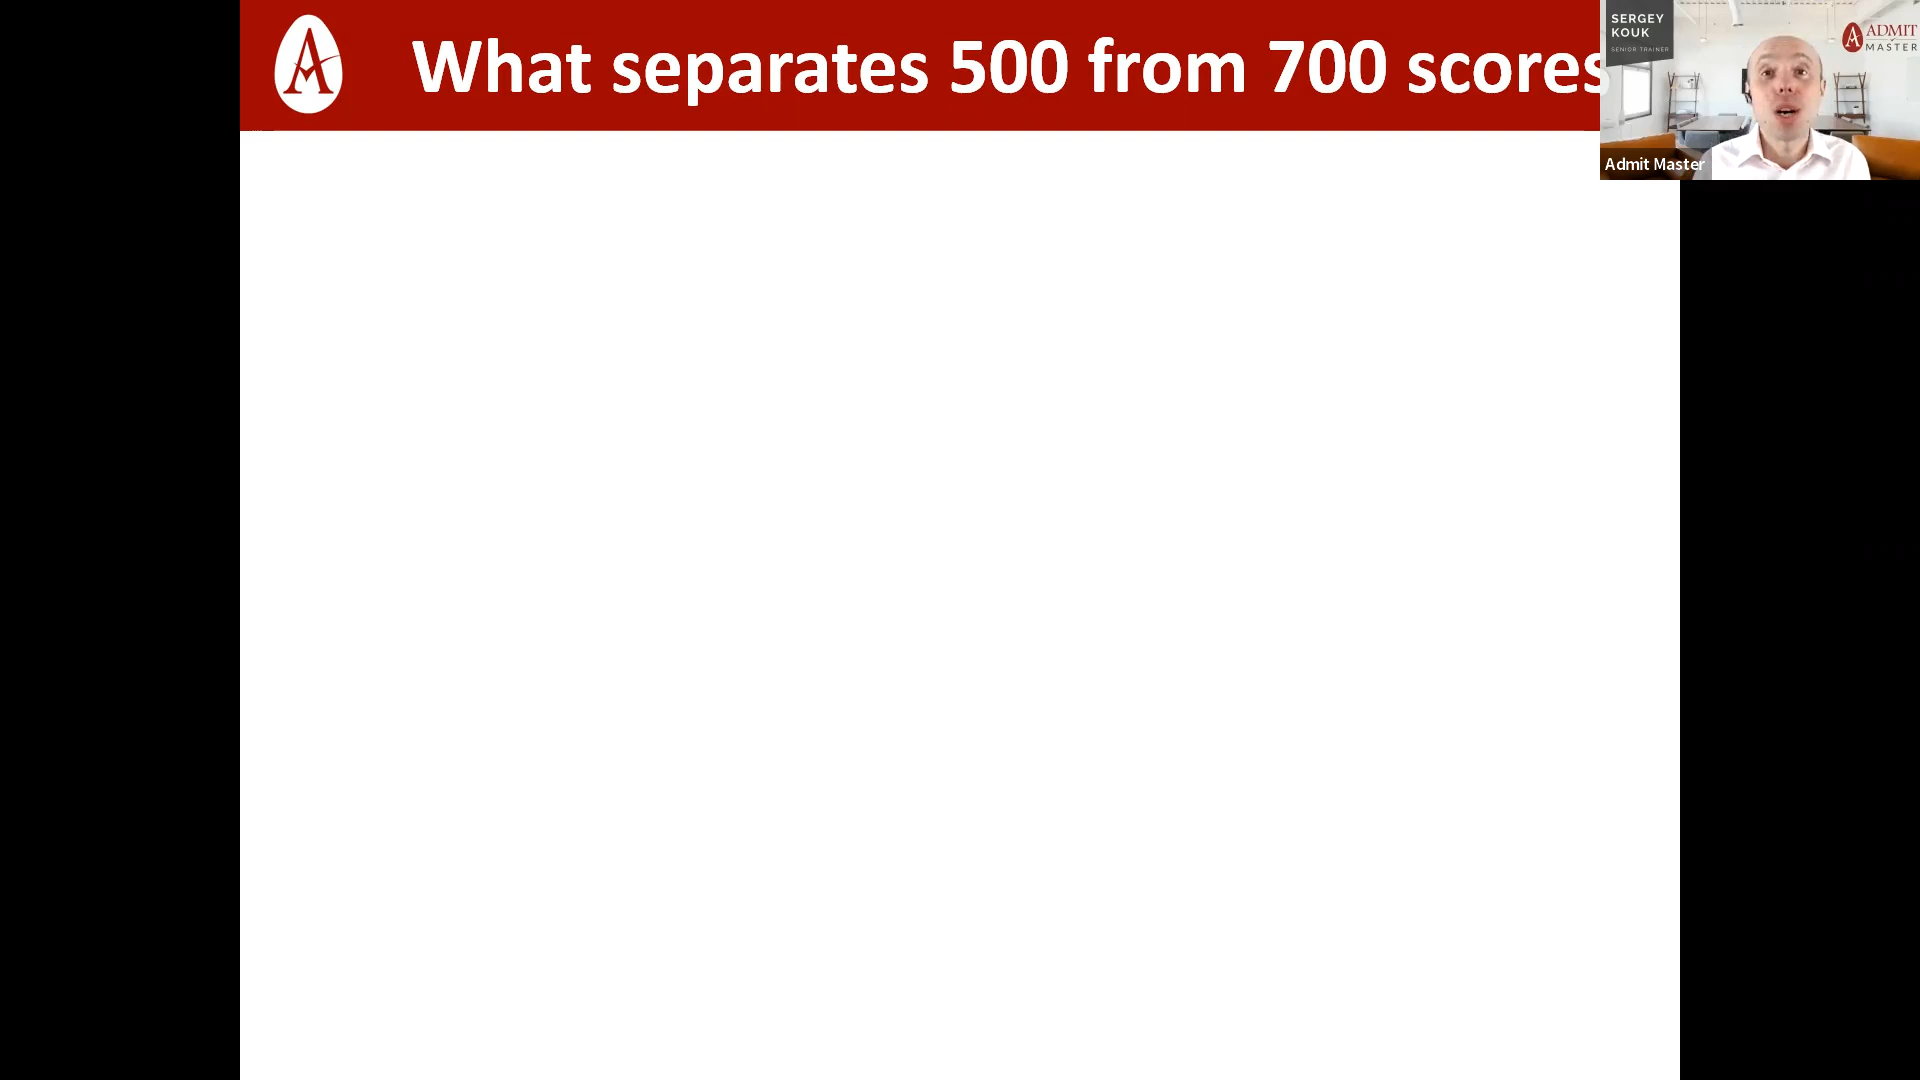 What separates 500 from 700 scores
SERGEY
KOUK
SENIOR TRAINER
ADMIT
MASTER
Admit Master